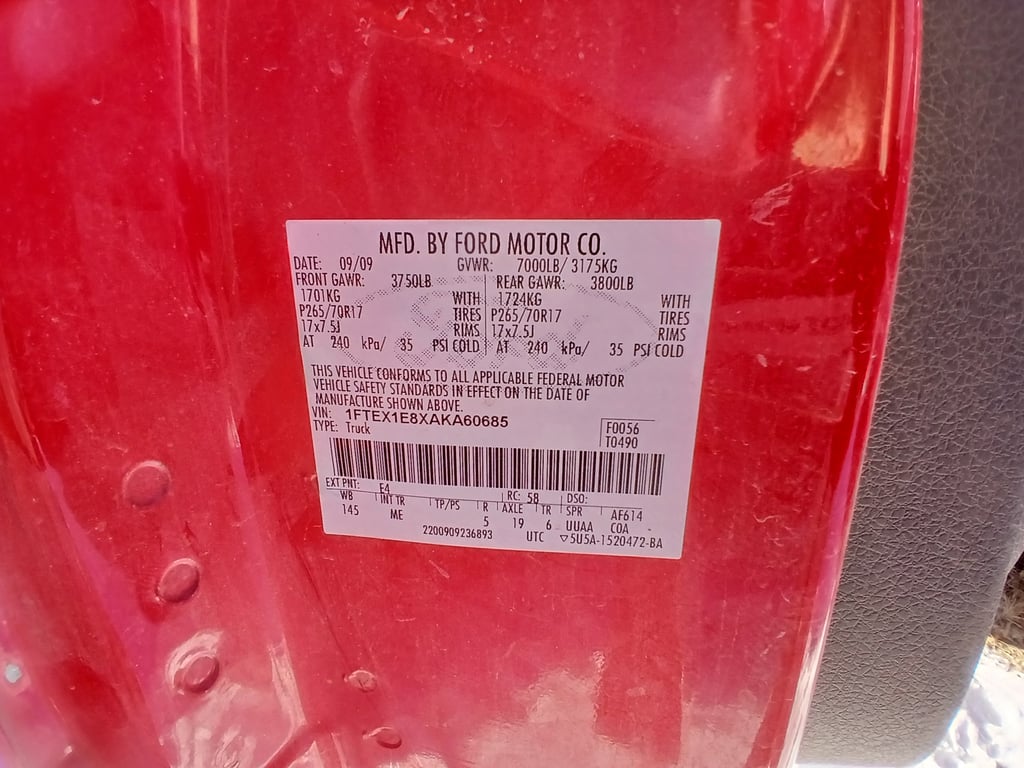 MFD. BY FORD MOTOR CO.
DATE: 09/09 GVWR: 7000LB/ 3175KG
FRONT GAWR: 3750LB REAR GAWR: 3800LB
1701KG WITH 1724KG WITH
P265/70R17 TIRES P265/70R17 TIRES
17x7.5J RIMS 17x7.5J RIMS
AT 240 kPa/ 35 PSI COLD AT 240 kPa/ 35 PSI COLD
THIS VEHICLE CONFORMS TO ALL APPLICABLE FEDERAL MOTOR
VEHICLE SAFETY STANDARDS IN EFFECT ON THE DATE OF
MANUFACTURE SHOWN ABOVE.
VIN: 1FTEX1E8XAKA60685 F0056
TYPE: Truck T0490
EXT PNT: E4 RC: 58 DSO:
WB INT TR TP/PS R AXLE TR SPR AF614
145 ME 5 19 6 UUAA COA
2200909236893 UTC ▽5U5A-1520472-BA